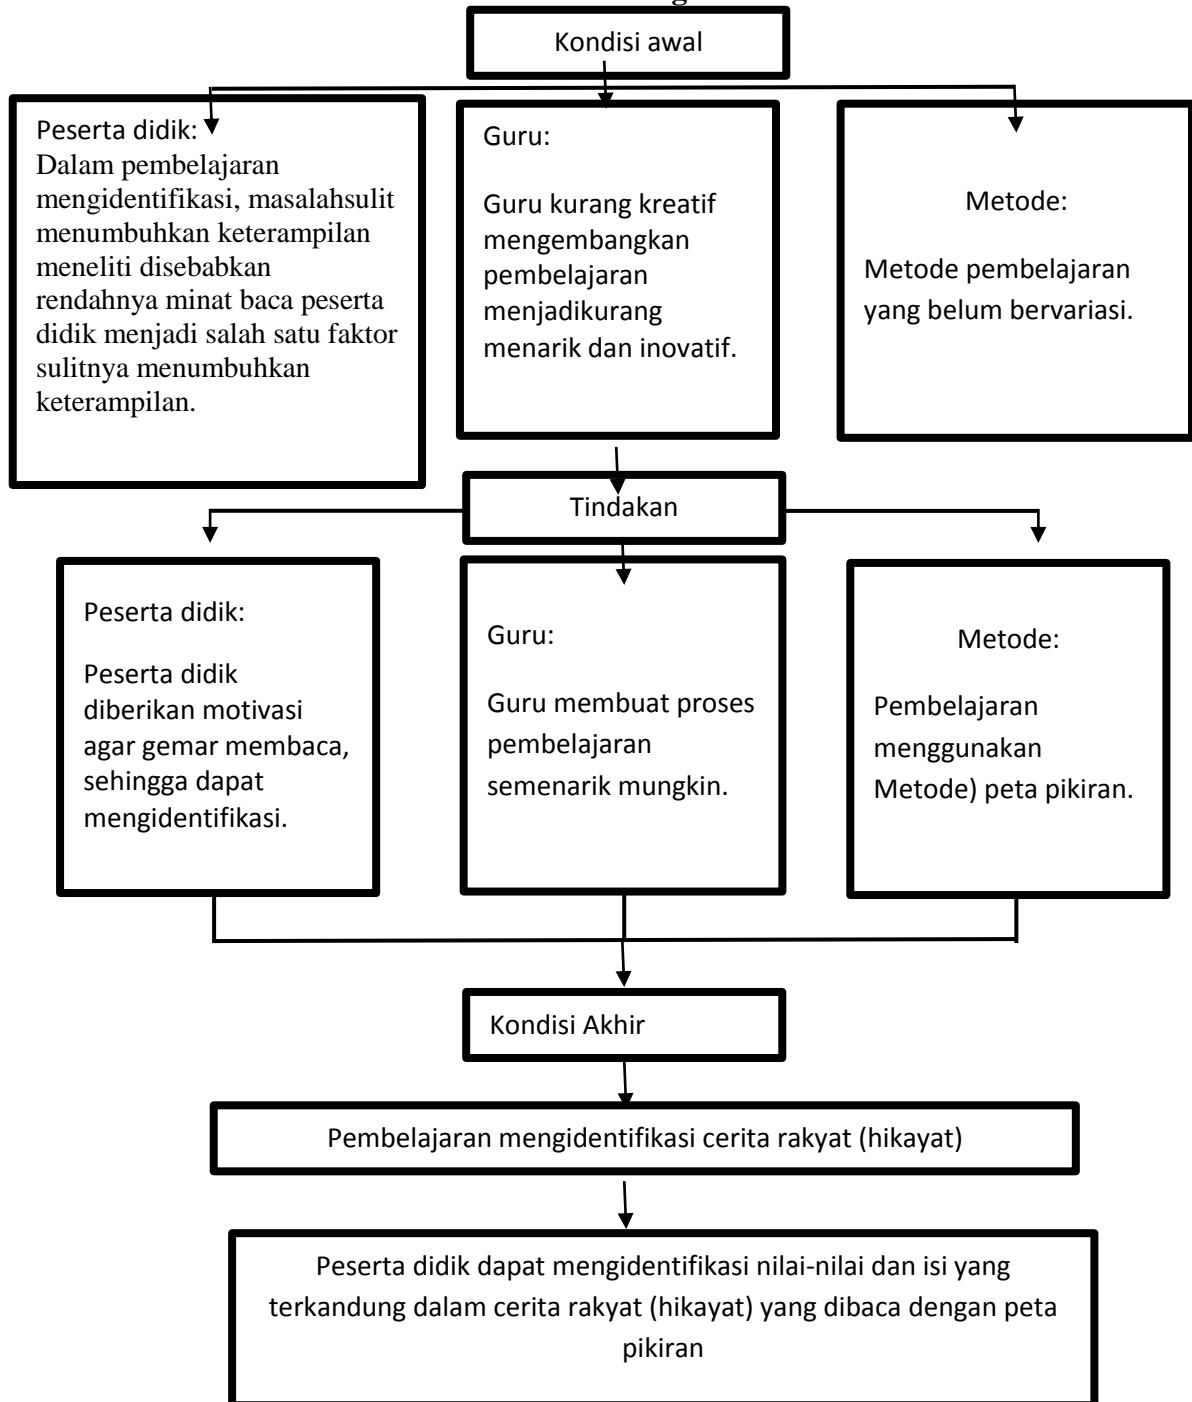 Kondisi awal
Peserta didik:
Dalam pembelajaran
mengidentifikasi, masalahsulit
menumbuhkan keterampilan
meneliti disebabkan
rendahnya minat baca peserta
didik menjadi salah satu faktor
sulitnya menumbuhkan
keterampilan.
Guru:
Guru kurang kreatif
mengembangkan
pembelajaran
menjadikurang
menarik dan inovatif.
Metode:
Metode pembelajaran
yang belum bervariasi.
Tindakan
Peserta didik:
Peserta didik
diberikan motivasi
agar gemar membaca,
sehingga dapat
mengidentifikasi.
Guru:
Guru membuat proses
pembelajaran
semenarik mungkin.
Metode:
Pembelajaran
menggunakan
Metode) peta pikiran.
Kondisi Akhir
Pembelajaran mengidentifikasi cerita rakyat (hikayat)
Peserta didik dapat mengidentifikasi nilai-nilai dan isi yang
terkandung dalam cerita rakyat (hikayat) yang dibaca dengan peta
pikiran